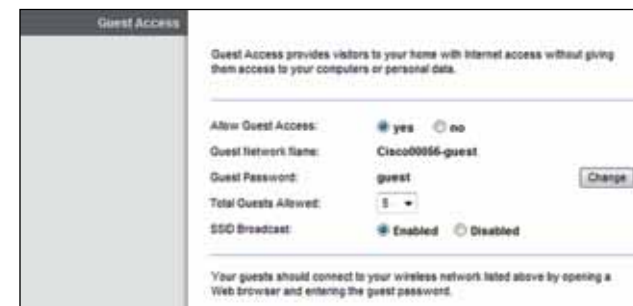 Guest Access
Guest Access provides visitors to your home with Internet access without giving
them access to your computers or personal data.
Allow Guest Access: yes no
Guest Network Name: Cisco00056-guest
Guest Password: guest Change
Total Guests Allowed: 5
SSID Broadcast: Enabled Disabled
Your guests should connect to your wireless network listed above by opening a
Web browser and entering the guest password.